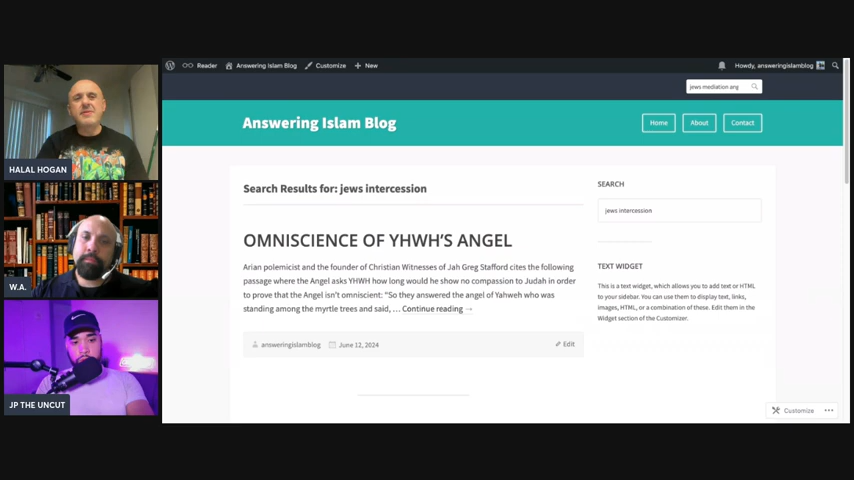 Reader
Answering Islam Blog
Customize
New
Howdy, answeringislamblog
jews mediation ang
Answering Islam Blog
Home
About
Contact
HALAL HOGAN
Search Results for: jews intercession
SEARCH
jews intercession
OMNISCIENCE OF YHWH'S ANGEL
Arian polemicist and the founder of Christian Witnesses of Jah Greg Stafford cites the following
passage where the Angel asks YHWH how long would he show no compassion to Judah in order
to prove that the Angel isn't omniscient: "So they answered the angel of Yahweh who was
standing among the myrtle trees and said, … Continue reading →
TEXT WIDGET
This is a text widget, which allows you to add text or HTML
to your sidebar. You can use them to display text, links,
images, HTML, or a combination of these. Edit them in the
Widget section of the Customizer.
W.A.
answeringislamblog
June 12, 2024
Edit
JP THE UNCUT
Customize